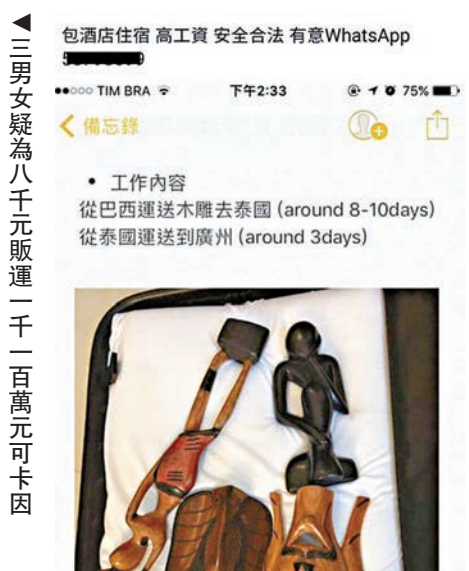 ◀三男女疑為八千元販運一千一百萬元可卡因
包酒店住宿 高工資 安全合法 有意WhatsApp
TIM BRA 下午2:33 75%
備忘錄
• 工作內容
從巴西運送木雕去泰國 (around 8-10days)
從泰國運送到廣州 (around 3days)